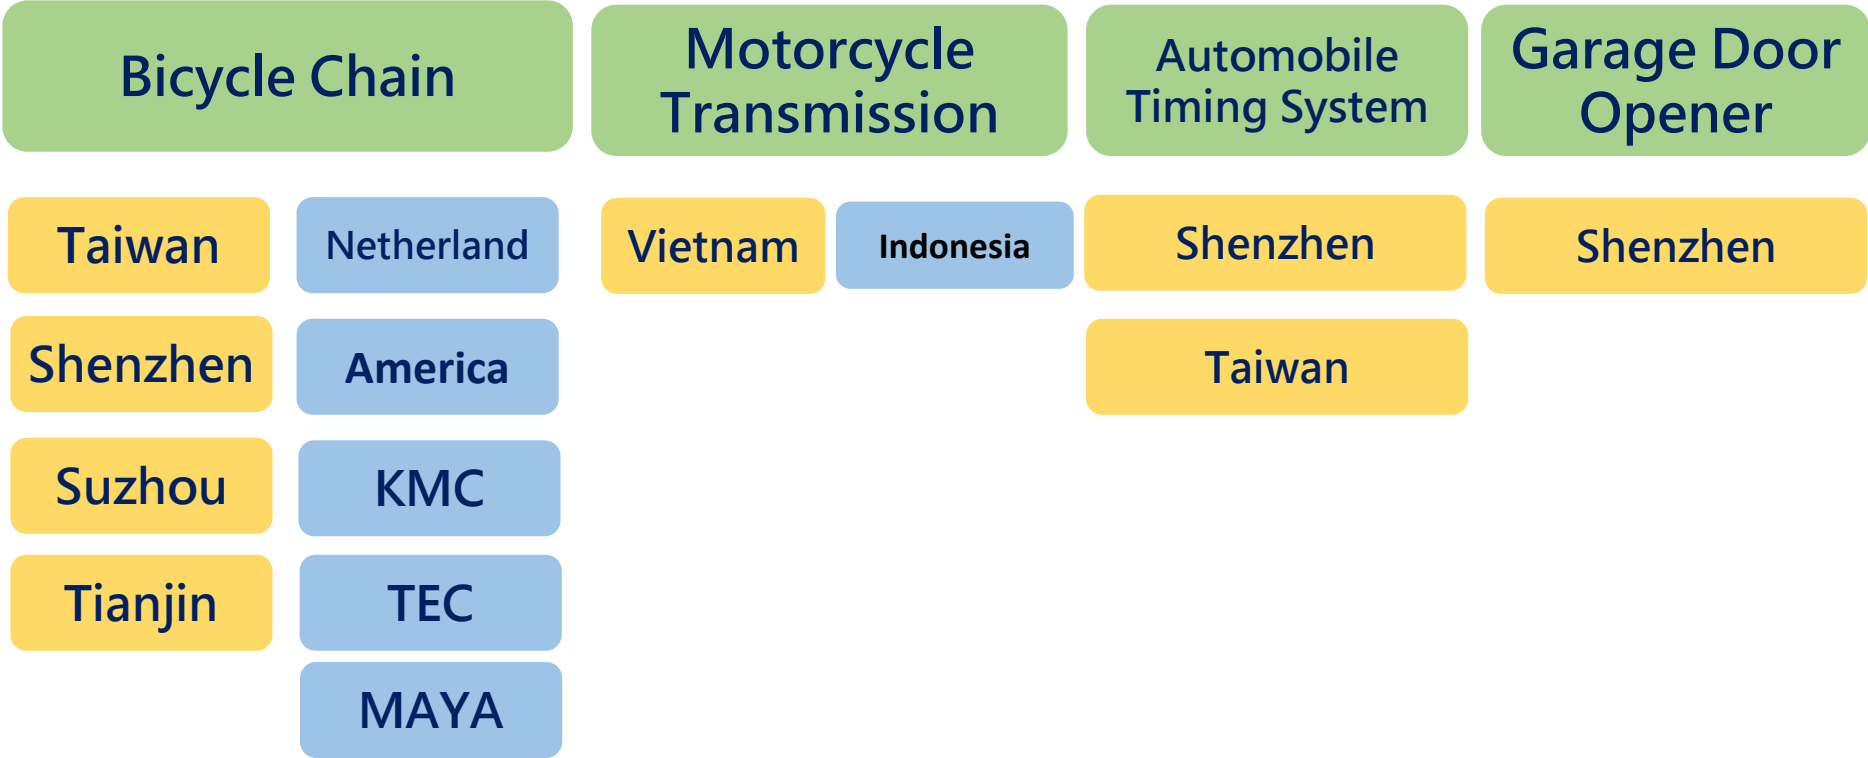 Bicycle Chain
Motorcycle
Transmission
Automobile
Timing System
Garage Door
Opener
Taiwan
Netherland
Vietnam
Indonesia
Shenzhen
Shenzhen
Shenzhen
America
Taiwan
Suzhou
KMC
Tianjin
TEC
MAYA